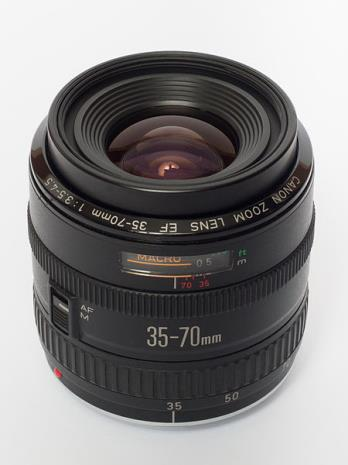 CANON ZOOM LENS EF 35-70mm 1:3.5-4.5
MACRO 0.5 ft
m
70 35
AF
M
35-70mm
35 50